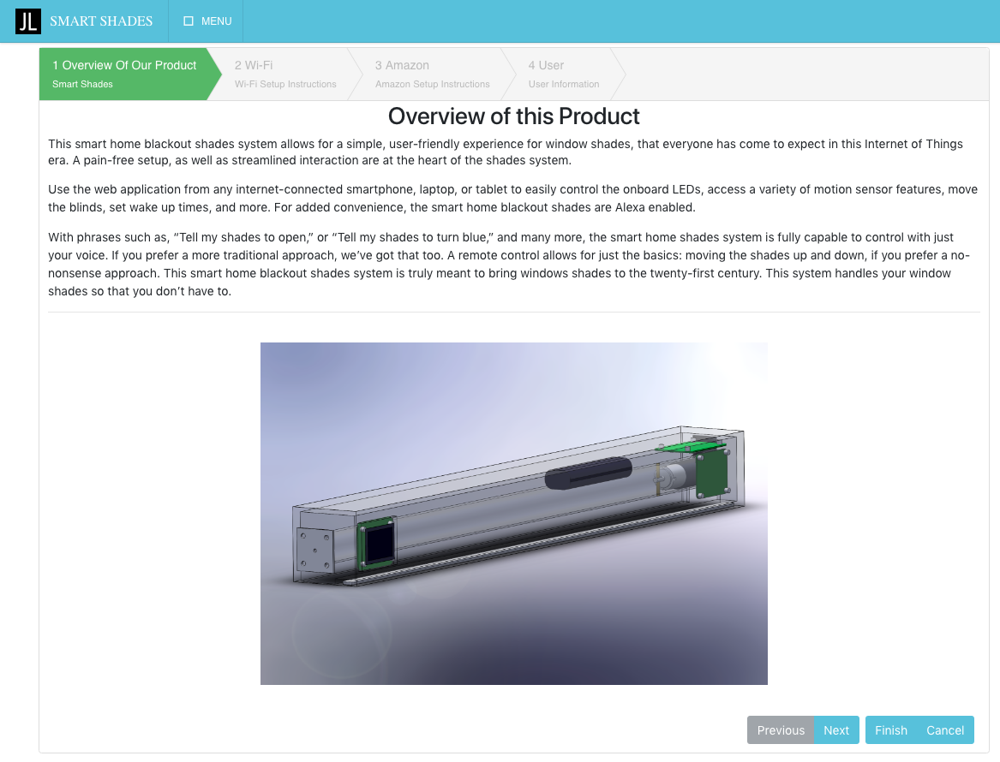 JL SMART SHADES MENU
1 Overview Of Our Product
Smart Shades
2 Wi-Fi
Wi-Fi Setup Instructions
3 Amazon
Amazon Setup Instructions
4 User
User Information
Overview of this Product
This smart home blackout shades system allows for a simple, user-friendly experience for window shades, that everyone has come to expect in this Internet of Things
era. A pain-free setup, as well as streamlined interaction are at the heart of the shades system.
Use the web application from any internet-connected smartphone, laptop, or tablet to easily control the onboard LEDs, access a variety of motion sensor features, move
the blinds, set wake up times, and more. For added convenience, the smart home blackout shades are Alexa enabled.
With phrases such as, “Tell my shades to open,” or “Tell my shades to turn blue,” and many more, the smart home shades system is fully capable to control with just
your voice. If you prefer a more traditional approach, we’ve got that too. A remote control allows for just the basics: moving the shades up and down, if you prefer a no-
nonsense approach. This smart home blackout shades system is truly meant to bring windows shades to the twenty-first century. This system handles your window
shades so that you don’t have to.
Previous Next Finish Cancel